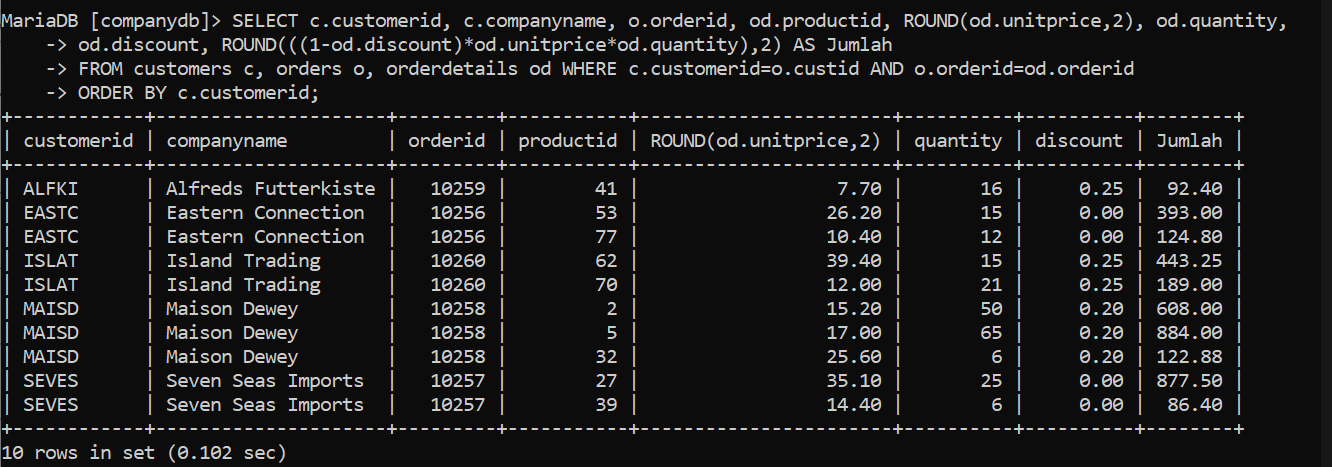 MariaDB [companydb]> SELECT c.customerid, c.companyname, o.orderid, od.productid, ROUND(od.unitprice,2), od.quantity,
    -> od.discount, ROUND(((1-od.discount)*od.unitprice*od.quantity),2) AS Jumlah
    -> FROM customers c, orders o, orderdetails od WHERE c.customerid=o.custid AND o.orderid=od.orderid
    -> ORDER BY c.customerid;
+------------+---------------------+---------+-----------+-----------------------+----------+----------+--------+
| customerid | companyname         | orderid | productid | ROUND(od.unitprice,2) | quantity | discount | Jumlah |
+------------+---------------------+---------+-----------+-----------------------+----------+----------+--------+
| ALFKI      | Alfreds Futterkiste |   10259 |        41 |                  7.70 |       16 |     0.25 |  92.40 |
| EASTC      | Eastern Connection  |   10256 |        53 |                 26.20 |       15 |     0.00 | 393.00 |
| EASTC      | Eastern Connection  |   10256 |        77 |                 10.40 |       12 |     0.00 | 124.80 |
| ISLAT      | Island Trading      |   10260 |        62 |                 39.40 |       15 |     0.25 | 443.25 |
| ISLAT      | Island Trading      |   10260 |        70 |                 12.00 |       21 |     0.25 | 189.00 |
| MAISD      | Maison Dewey        |   10258 |         2 |                 15.20 |       50 |     0.20 | 608.00 |
| MAISD      | Maison Dewey        |   10258 |         5 |                 17.00 |       65 |     0.20 | 884.00 |
| MAISD      | Maison Dewey        |   10258 |        32 |                 25.60 |        6 |     0.20 | 122.88 |
| SEVES      | Seven Seas Imports  |   10257 |        27 |                 35.10 |       25 |     0.00 | 877.50 |
| SEVES      | Seven Seas Imports  |   10257 |        39 |                 14.40 |        6 |     0.00 |  86.40 |
+------------+---------------------+---------+-----------+-----------------------+----------+----------+--------+
10 rows in set (0.102 sec)